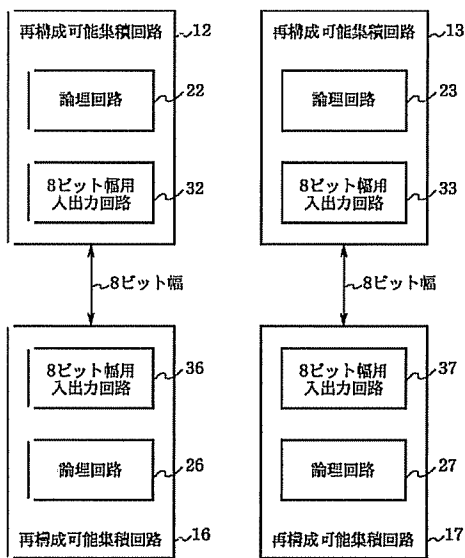 再構成可能集積回路 12
論理回路 22
8ビット幅用
入出力回路 32
8ビット幅
8ビット幅用
入出力回路 36
論理回路 26
再構成可能集積回路 16
再構成可能集積回路 13
論理回路 23
8ビット幅用
入出力回路 33
8ビット幅
8ビット幅用
入出力回路 37
論理回路 27
再構成可能集積回路 17